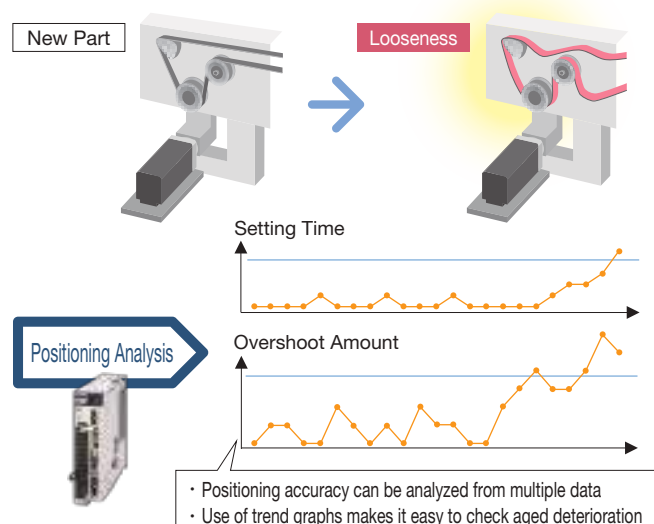 New Part
Looseness
Setting Time
Positioning Analysis
Overshoot Amount
・Positioning accuracy can be analyzed from multiple data
・Use of trend graphs makes it easy to check aged deterioration